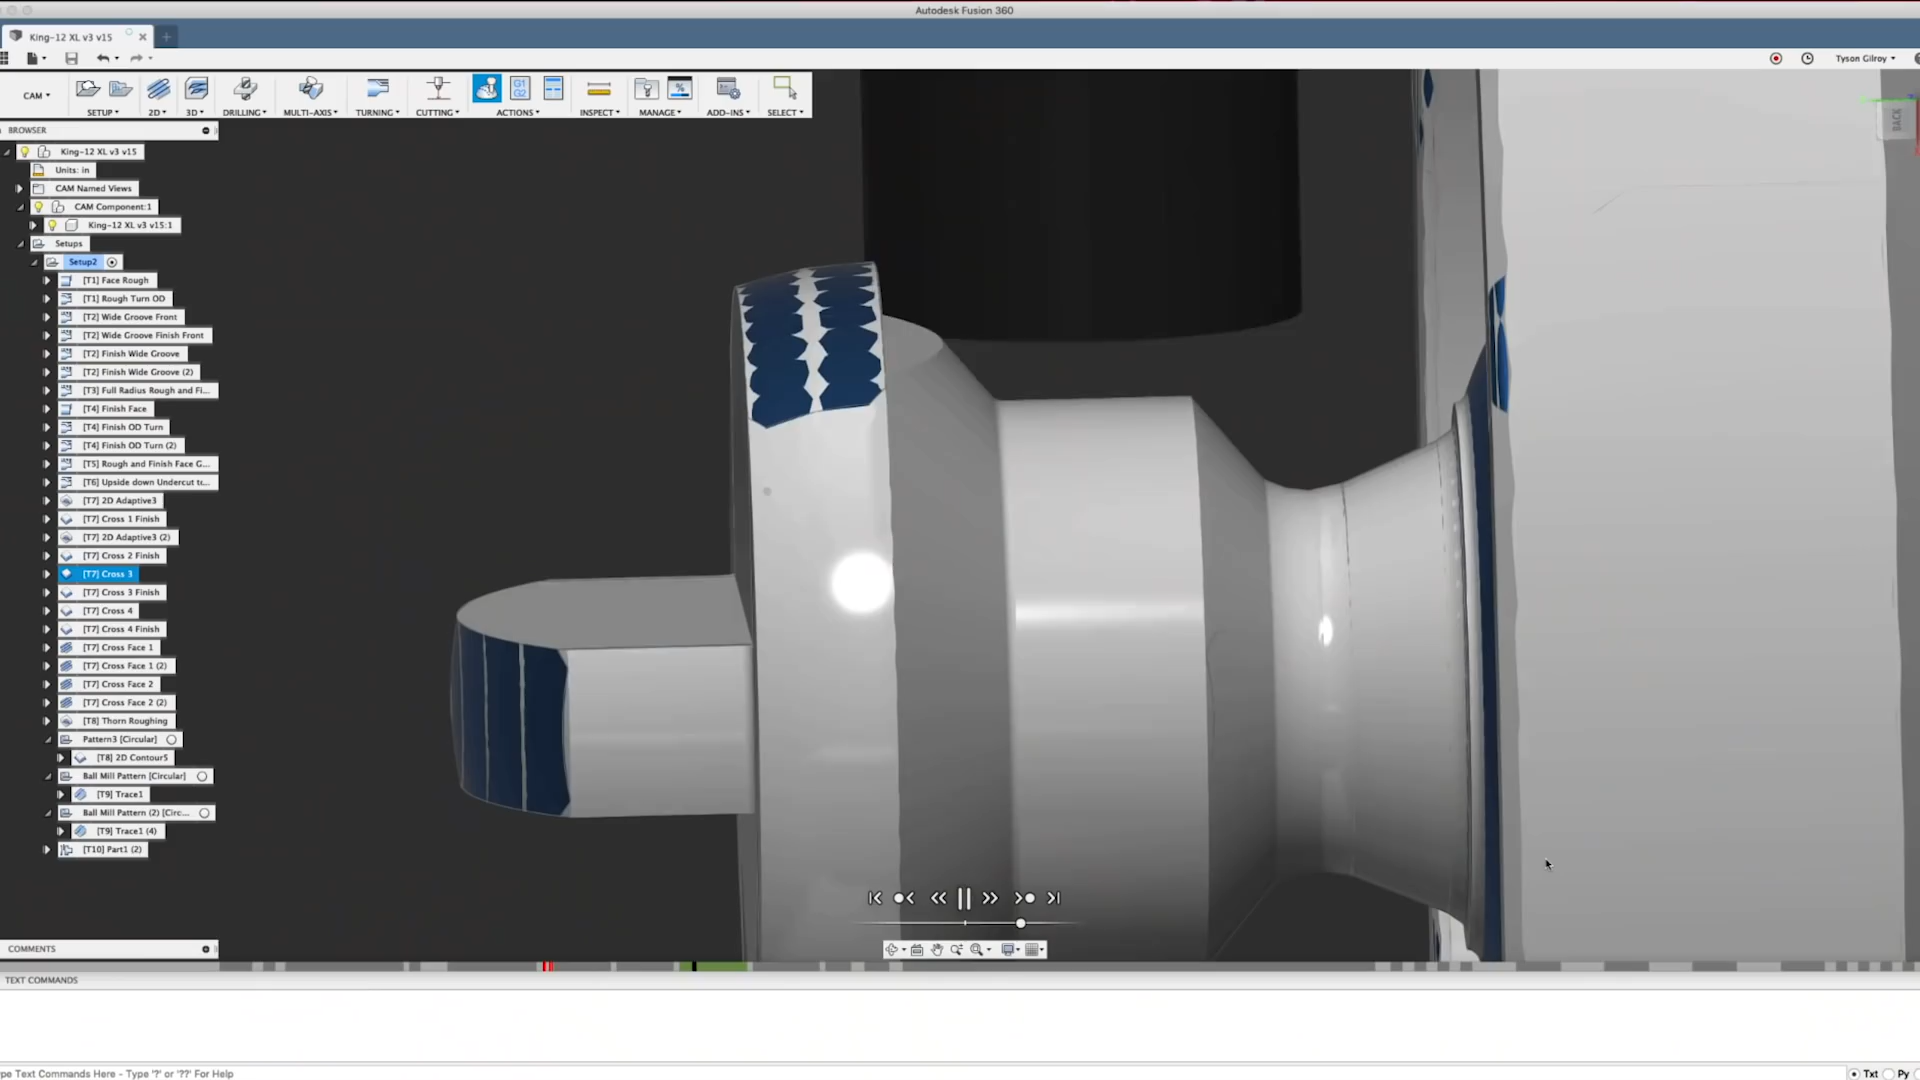 Autodesk Fusion 360
King-12 XL v3 v15
Tyson Gilroy
CAM
SETUP
2D
3D
DRILLING
MULTI-AXIS
TURNING
CUTTING
G1
G2
ACTIONS
INSPECT
%
MANAGE
ADD-INS
SELECT
BACK
BROWSER
King-12 XL v3 v15
Units: in
CAM Named Views
CAM Component:1
King-12 XL v3 v15:1
Setups
Setup2
[T1] Face Rough
[T1] Rough Turn OD
[T2] Wide Groove Front
[T2] Wide Groove Finish Front
[T2] Finish Wide Groove
[T2] Finish Wide Groove (2)
[T3] Full Radius Rough and Fi...
[T4] Finish Face
[T4] Finish OD Turn
[T4] Finish OD Turn (2)
[T5] Rough and Finish Face G...
[T6] Upside down Undercut to...
[T7] 2D Adaptive3
[T7] Cross 1 Finish
[T7] 2D Adaptive3 (2)
[T7] Cross 2 Finish
[T7] Cross 3
[T7] Cross 3 Finish
[T7] Cross 4
[T7] Cross 4 Finish
[T7] Cross Face 1
[T7] Cross Face 1 (2)
[T7] Cross Face 2
[T7] Cross Face 2 (2)
[T8] Thorn Roughing
Pattern3 [Circular]
[T8] 2D Contour5
Ball Mill Pattern [Circular]
[T9] Trace1
Ball Mill Pattern (2) [Circ...
[T9] Trace1 (4)
[T10] Part1 (2)
COMMENTS
TEXT COMMANDS
pe Text Commands Here - Type '?' or '??' For Help
Txt Py